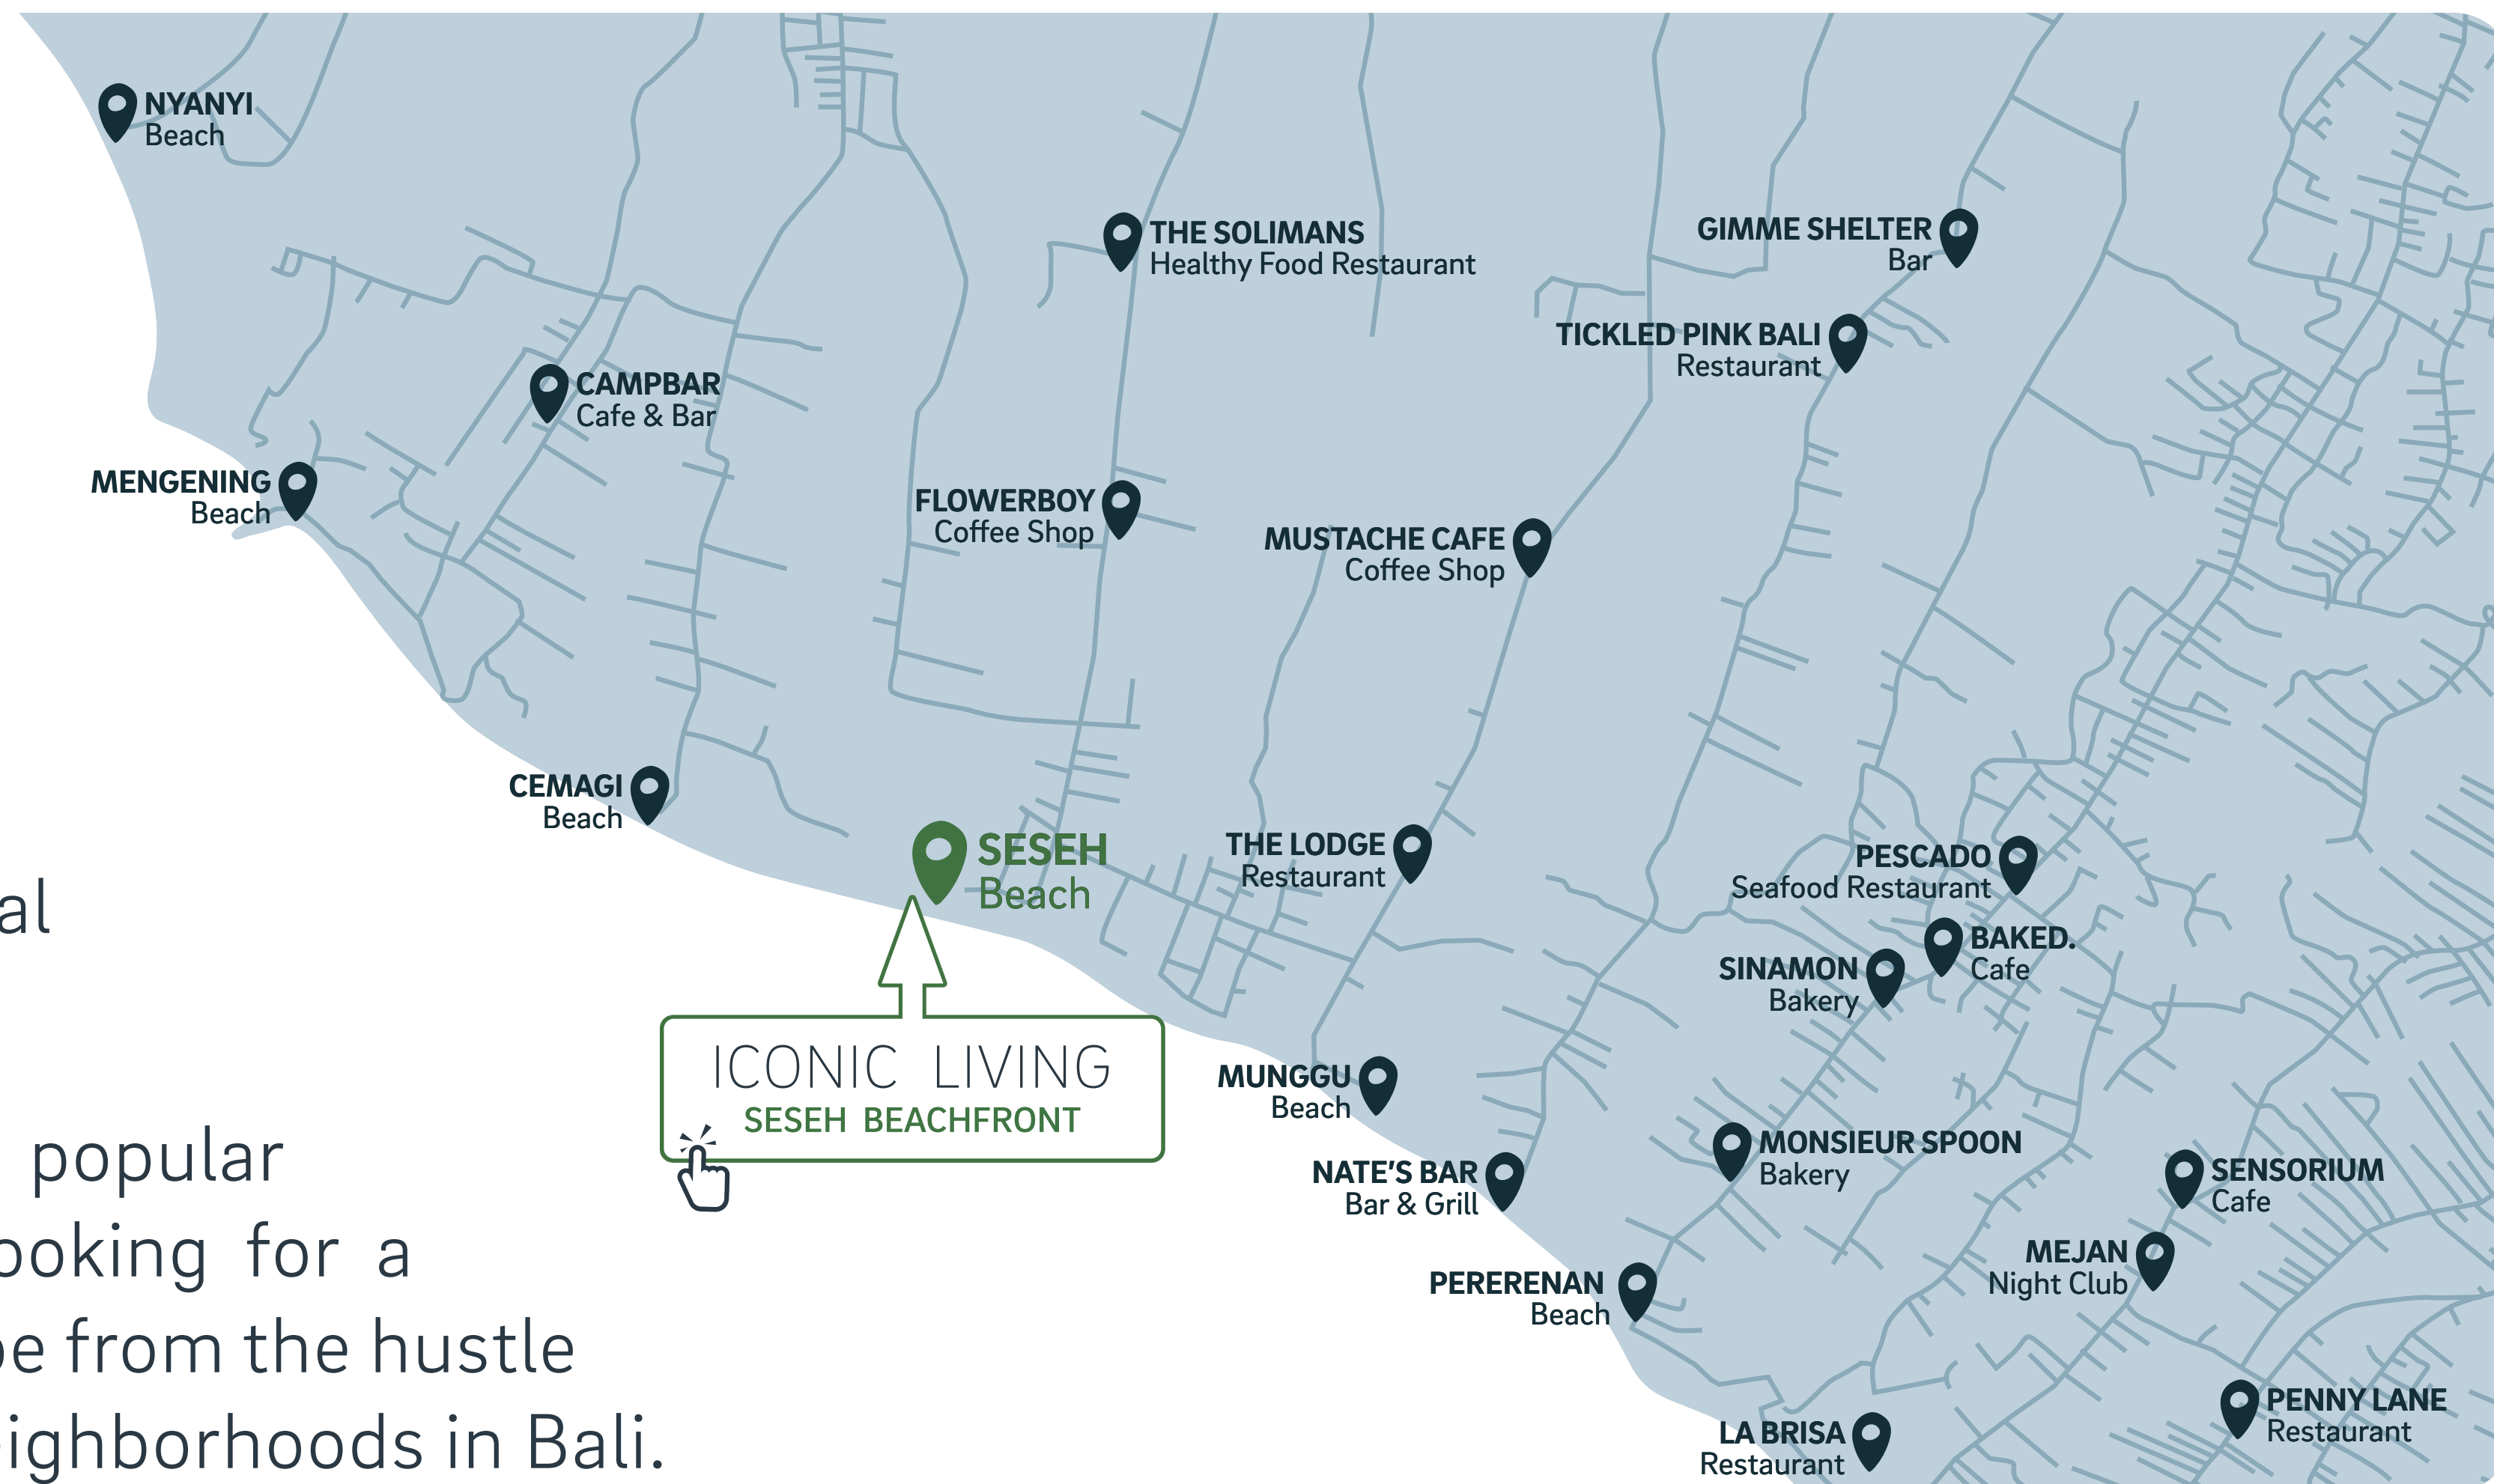 NYANYI
Beach
THE SOLIMANS
Healthy Food Restaurant
GIMME SHELTER
Bar
TICKLED PINK BALI
Restaurant
CAMPBAR
Cafe & Bar
MENGENING
Beach
FLOWERBOY
Coffee Shop
MUSTACHE CAFE
Coffee Shop
CEMAGI
Beach
SESEH
Beach
THE LODGE
Restaurant
PESCADO
Seafood Restaurant
BAKED.
Cafe
SINAMON
Bakery
ICONIC LIVING
SESEH BEACHFRONT
MUNGGU
Beach
NATE'S BAR
Bar & Grill
MONSIEUR SPOON
Bakery
SENSORIUM
Cafe
MEJAN
Night Club
PERERENAN
Beach
PENNY LANE
Restaurant
LA BRISA
Restaurant
al
popular
ooking for a
pe from the hustle
eighborhoods in Bali.